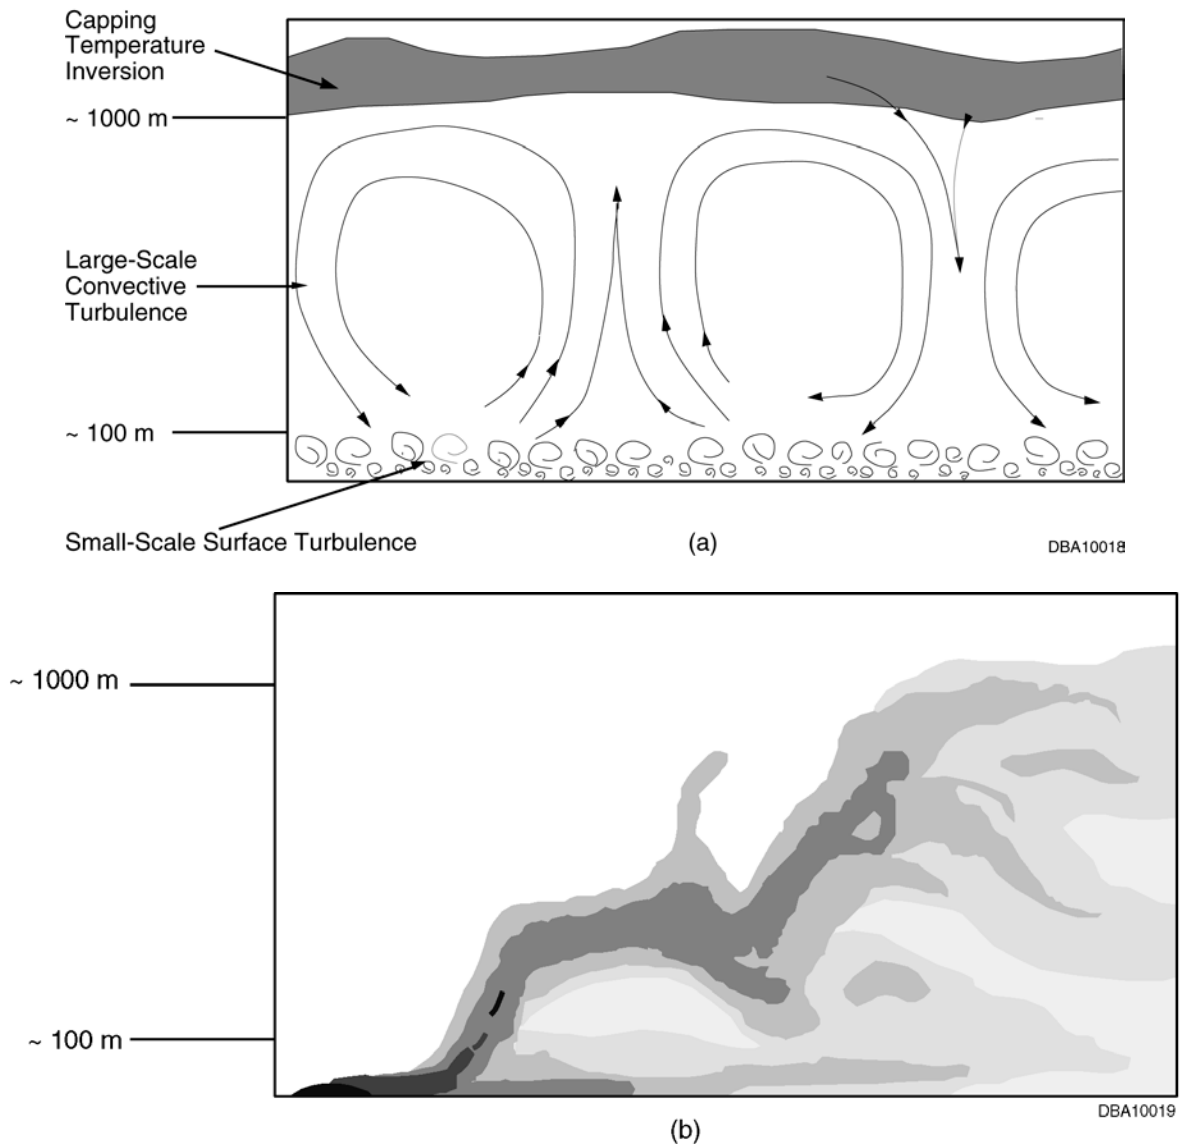 Capping
Temperature
Inversion
~ 1000 m
Large-Scale
Convective
Turbulence
~ 100 m
Small-Scale Surface Turbulence
(a)
DBA10018
~ 1000 m
~ 100 m
DBA10019
(b)